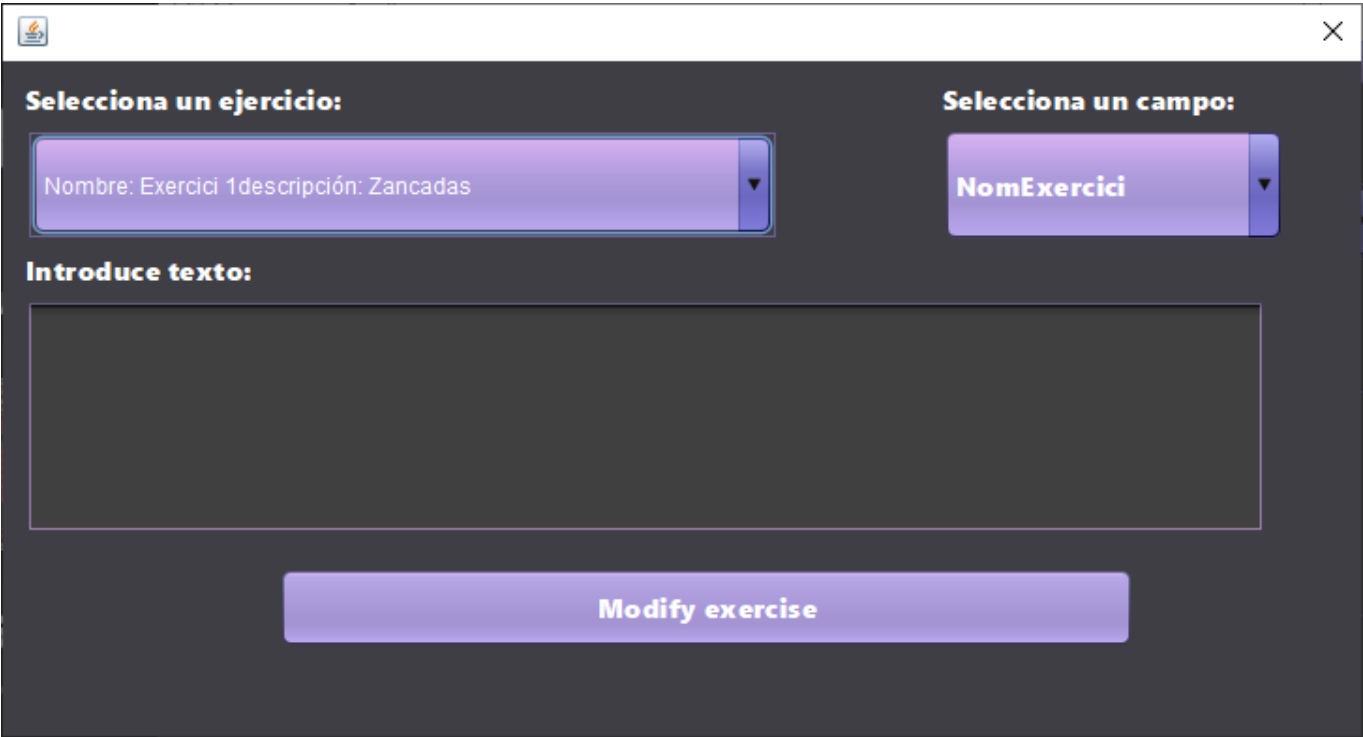 Selecciona un ejercicio:
Selecciona un campo:
Nombre: Exercici 1descripción: Zancadas
NomExercici
Introduce texto:
Modify exercise